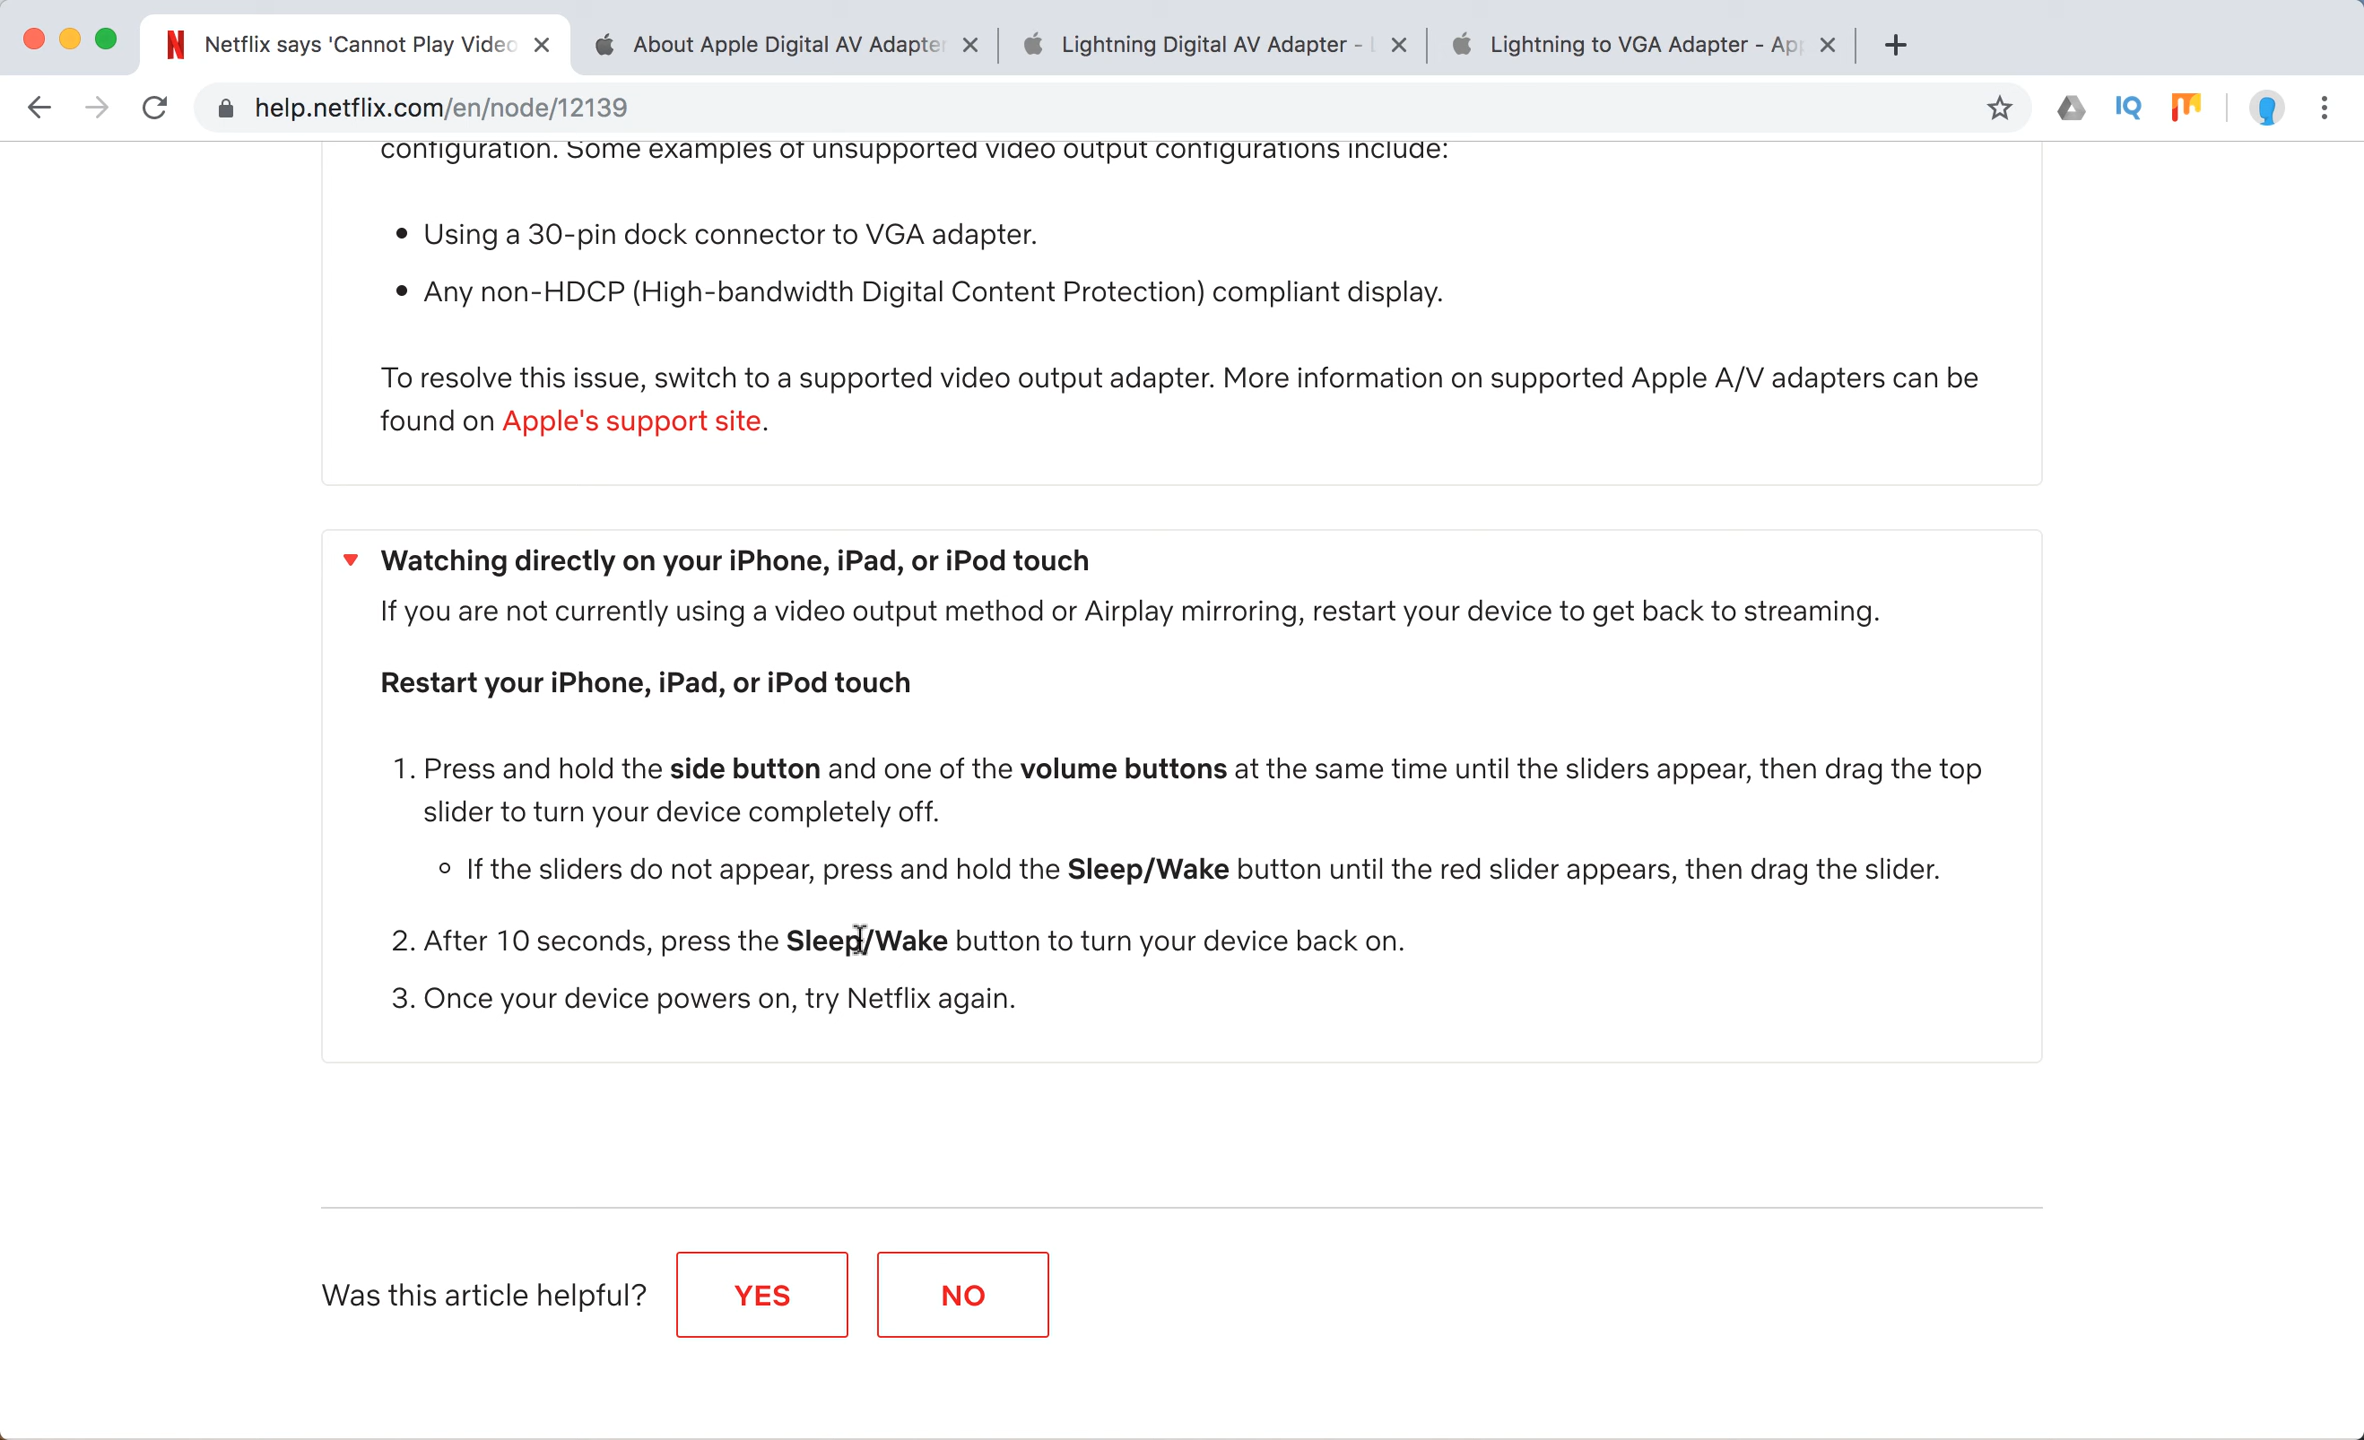 Netflix says 'Cannot Play Video
About Apple Digital AV Adapter
Lightning Digital AV Adapter -
Lightning to VGA Adapter - Ap
help.netflix.com/en/node/12139
IQ
configuration. Some examples of unsupported video output configurations include:
• Using a 30-pin dock connector to VGA adapter.
• Any non-HDCP (High-bandwidth Digital Content Protection) compliant display.
To resolve this issue, switch to a supported video output adapter. More information on supported Apple A/V adapters can be
found on Apple's support site.
Watching directly on your iPhone, iPad, or iPod touch
If you are not currently using a video output method or Airplay mirroring, restart your device to get back to streaming.
Restart your iPhone, iPad, or iPod touch
1. Press and hold the side button and one of the volume buttons at the same time until the sliders appear, then drag the top
slider to turn your device completely off.
If the sliders do not appear, press and hold the Sleep/Wake button until the red slider appears, then drag the slider.
2. After 10 seconds, press the Sleep/Wake button to turn your device back on.
3. Once your device powers on, try Netflix again.
Was this article helpful?
YES
NO